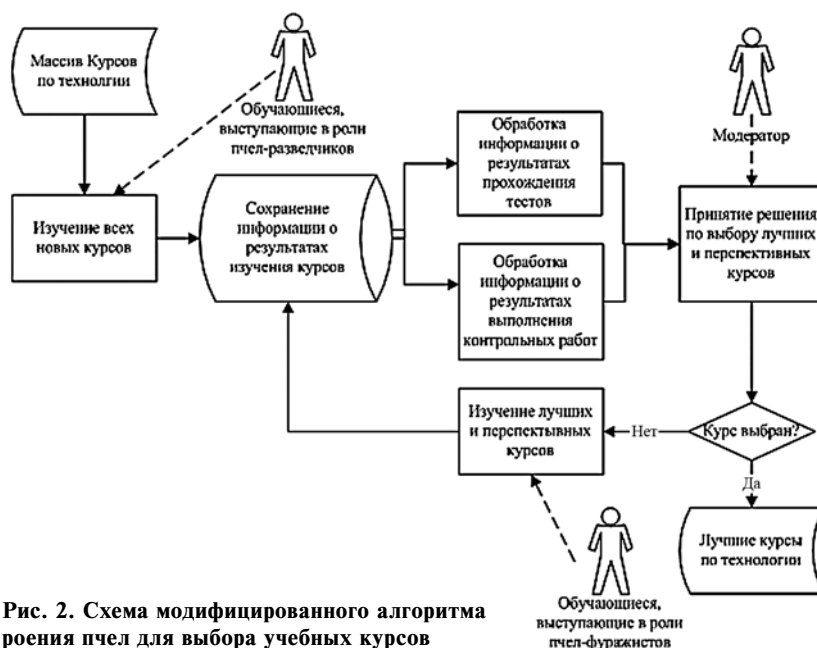 Массив Курсов
по технолгии
Обучающиеся,
выступающие в роли
пчел-разведчиков
Модератор
Изучение всех
новых курсов
Сохранение
информации о
результатах
изучения курсов
Обработка
информации о
результатах
прохождения
тестов
Обработка
информации о
результатах
выполнения
контрольных работ
Принятие решения
по выбору лучших
и перспективных
курсов
Изучение лучших
и перспектывных
курсов
Нет
Курс выбран?
Да
Лучшие курсы
по технологии
Обучающиеся,
выступающие в роли
пчел-фуражистов
Рис. 2. Схема модифицированного алгоритма
роения пчел для выбора учебных курсов